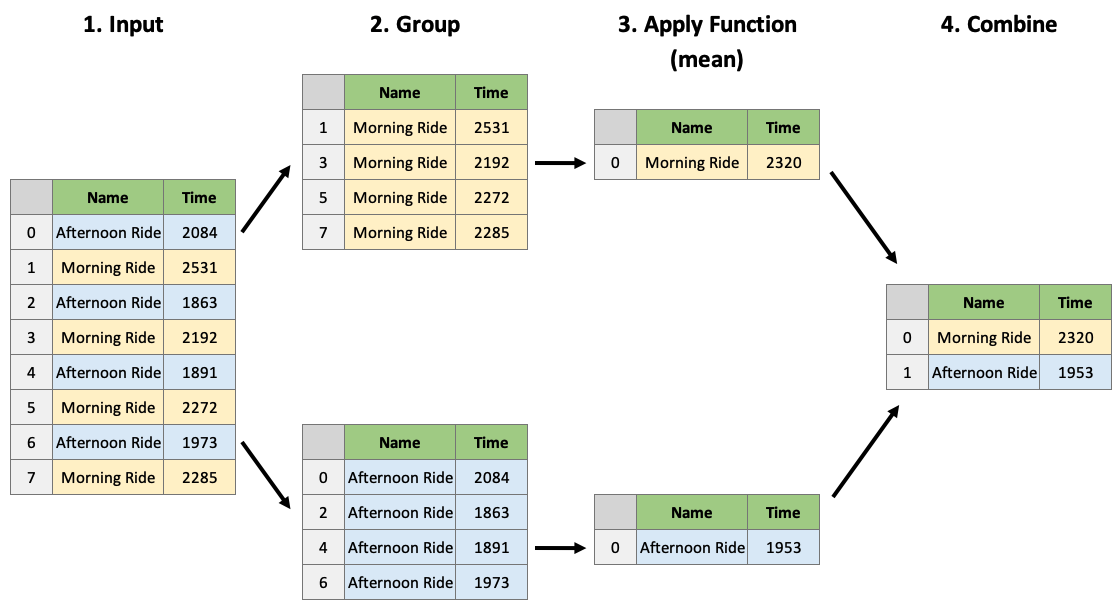 1. Input
2. Group
3. Apply Function
(mean)
4. Combine
Name Time
0 Afternoon Ride 2084
1 Morning Ride 2531
2 Afternoon Ride 1863
3 Morning Ride 2192
4 Afternoon Ride 1891
5 Morning Ride 2272
6 Afternoon Ride 1973
7 Morning Ride 2285
Name Time
1 Morning Ride 2531
3 Morning Ride 2192
5 Morning Ride 2272
7 Morning Ride 2285
Name Time
0 Afternoon Ride 2084
2 Afternoon Ride 1863
4 Afternoon Ride 1891
6 Afternoon Ride 1973
Name Time
0 Morning Ride 2320
Name Time
0 Afternoon Ride 1953
Name Time
0 Morning Ride 2320
1 Afternoon Ride 1953